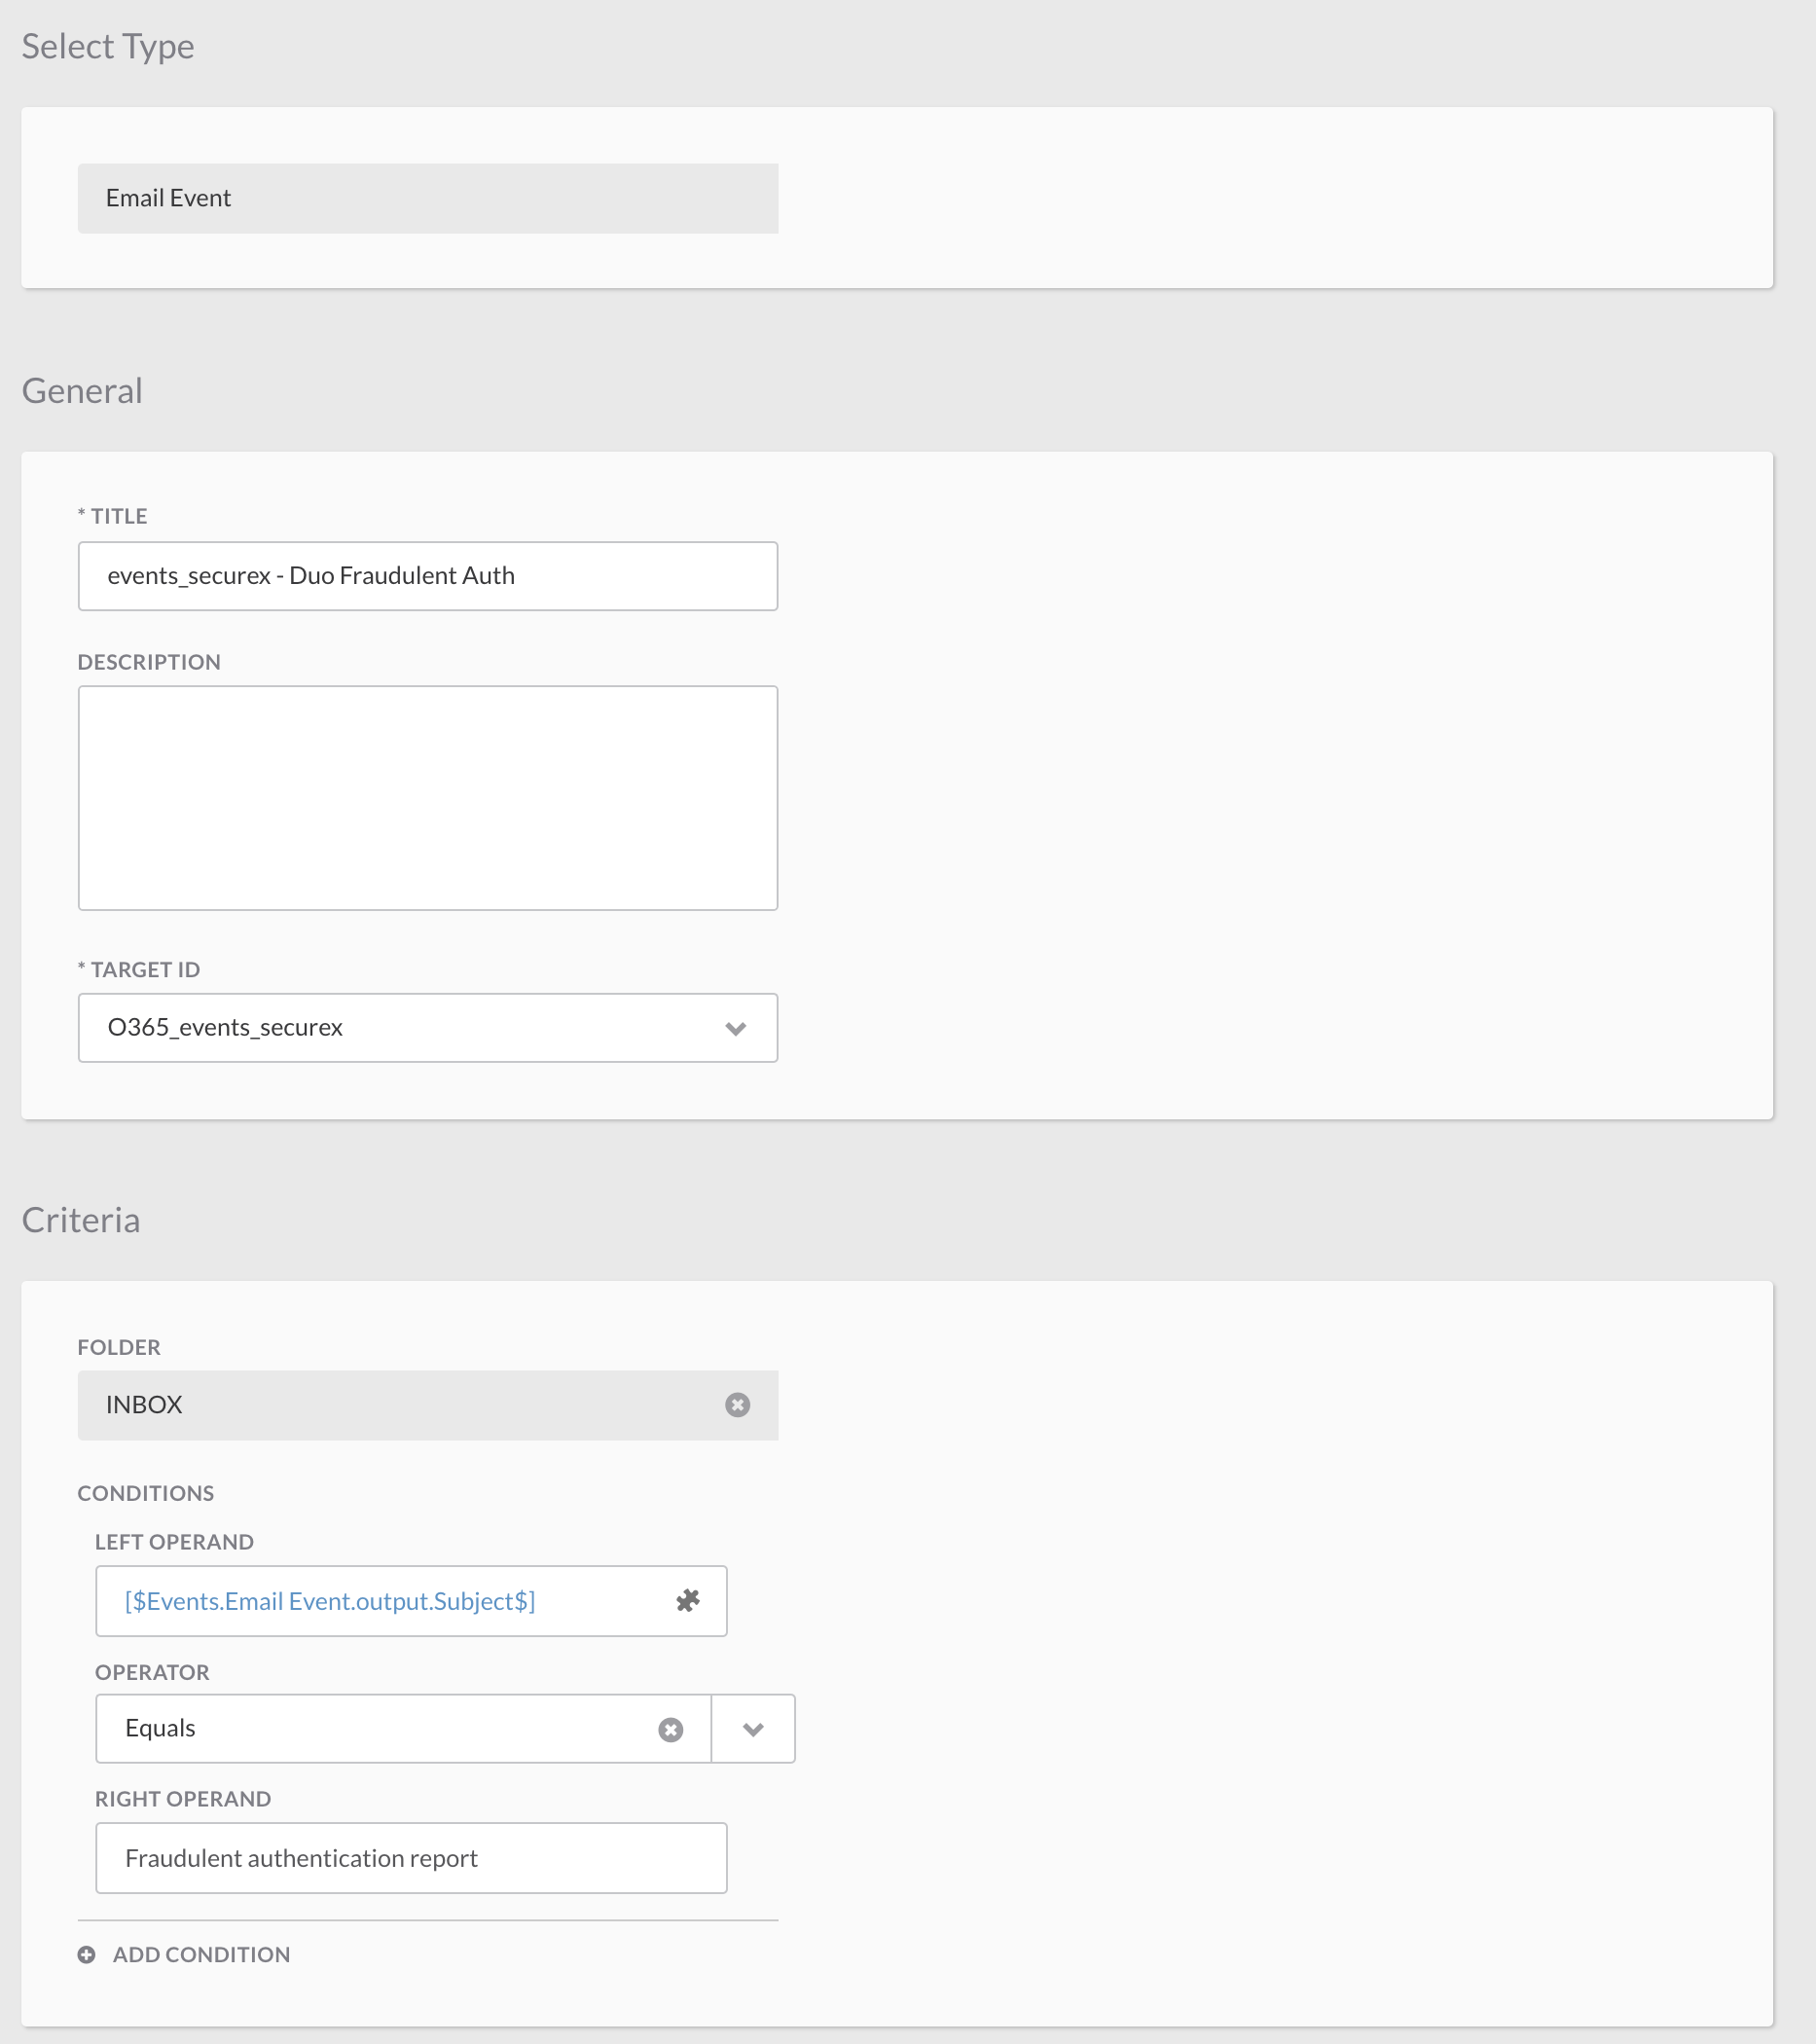 Select Type
Email Event
General
* TITLE
events_securex - Duo Fraudulent Auth
DESCRIPTION
* TARGET ID
O365_events_securex
Criteria
FOLDER
INBOX
CONDITIONS
LEFT OPERAND
[$Events.Email Event.output.Subject$]
OPERATOR
Equals
RIGHT OPERAND
Fraudulent authentication report
ADD CONDITION